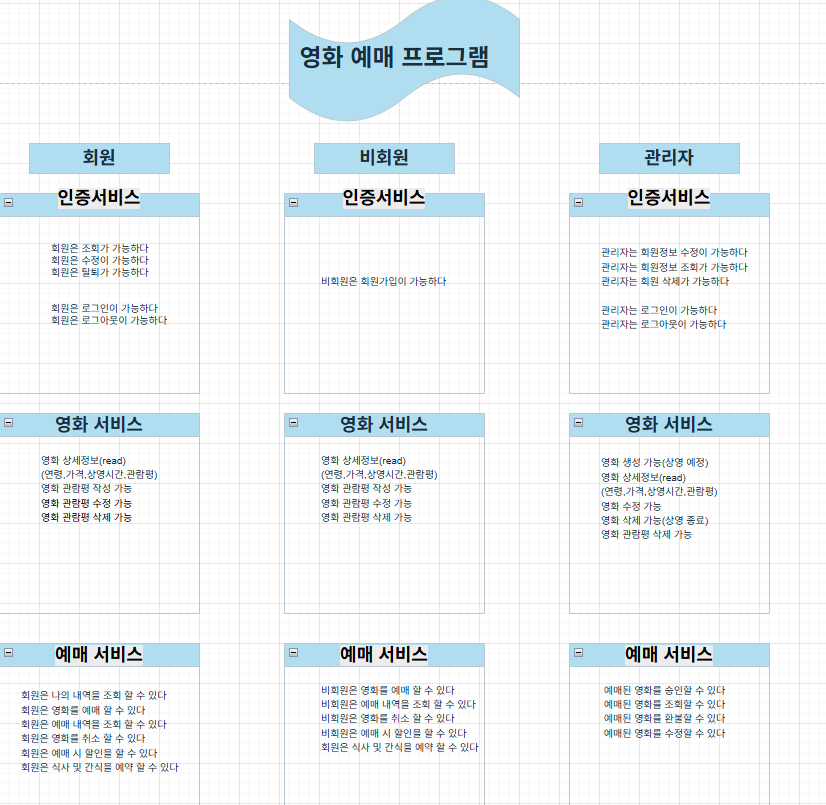 영화 예매 프로그램
회원
인증서비스
회원은 조회가 가능하다
회원은 수정이 가능하다
회원은 탈퇴가 가능하다
회원은 로그인이 가능하다
회원은 로그아웃이 가능하다
영화 서비스
영화 상세정보(read)
(연령,가격,상영시간,관람평)
영화 관람평 작성 가능
영화 관람평 수정 가능
영화 관람평 삭제 가능
예매 서비스
회원은 나의 내역을 조회 할 수 있다
회원은 영화를 예매 할 수 있다
회원은 예매 내역을 조회 할 수 있다
회원은 영화를 취소 할 수 있다
회원은 예매 시 할인을 할 수 있다
회원은 식사 및 간식을 예약 할 수 있다
비회원
인증서비스
비회원은 회원가입이 가능하다
영화 서비스
영화 상세정보(read)
(연령,가격,상영시간,관람평)
영화 관람평 작성 가능
영화 관람평 수정 가능
영화 관람평 삭제 가능
예매 서비스
비회원은 영화를 예매 할 수 있다
비회원은 예매 내역을 조회 할 수 있다
비회원은 영화를 취소 할 수 있다
비회원은 예매 시 할인을 할 수 있다
회원은 식사 및 간식을 예약 할 수 있다
관리자
인증서비스
관리자는 회원정보 수정이 가능하다
관리자는 회원정보 조회가 가능하다
관리자는 회원 삭제가 가능하다
관리자는 로그인이 가능하다
관리자는 로그아웃이 가능하다
영화 서비스
영화 생성 가능(상영 예정)
영화 상세정보(read)
(연령,가격,상영시간,관람평)
영화 수정 가능
영화 삭제 가능(상영 종료)
영화 관람평 삭제 가능
예매 서비스
예매된 영화를 승인할 수 있다
예매된 영화를 조회할 수 있다
예매된 영화를 환불할 수 있다
예매된 영화를 수정할 수 있다